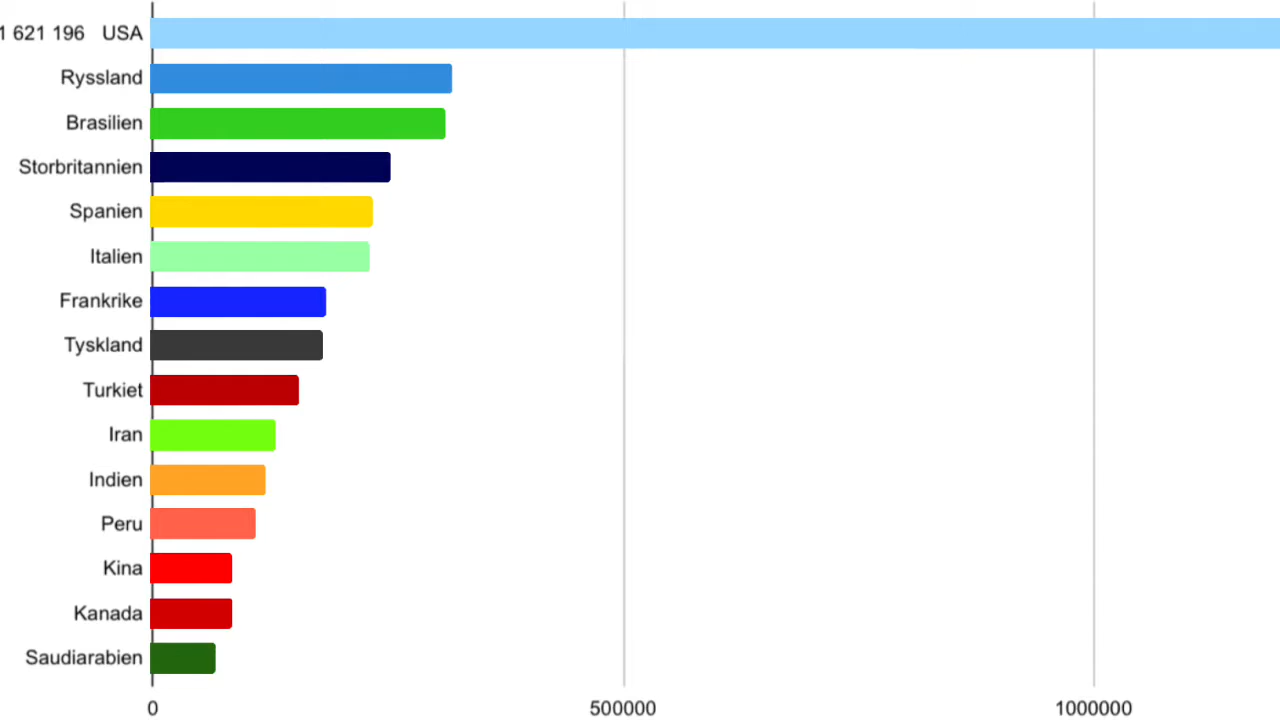 1 621 196 USA
Ryssland
Brasilien
Storbritannien
Spanien
Italien
Frankrike
Tyskland
Turkiet
Iran
Indien
Peru
Kina
Kanada
Saudiarabien
0 500000 1000000